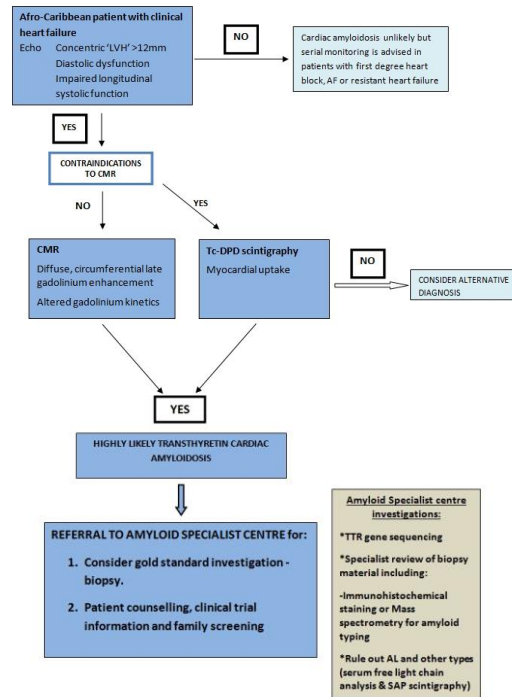 Afro-Caribbean patient with clinical
heart failure
Echo Concentric 'LVH' >12mm
Diastolic dysfunction
Impaired longitudinal
systolic function
NO
Cardiac amyloidosis unlikely but
serial monitoring is advised in
patients with first degree heart
block, AF or resistant heart failure
YES
CONTRAINDICATIONS
TO CMR
NO
YES
CMR
Diffuse, circumferential late
gadolinium enhancement
Altered gadolinium kinetics
Tc-DPD scintigraphy
Myocardial uptake
NO
CONSIDER ALTERNATIVE
DIAGNOSIS
YES
HIGHLY LIKELY TRANSTHYRETIN CARDIAC
AMYLOIDOSIS
REFERRAL TO AMYLOID SPECIALIST CENTRE for:
1. Consider gold standard investigation -
biopsy.
2. Patient counselling, clinical trial
information and family screening
Amyloid Specialist centre
investigations:
*TTR gene sequencing
*Specialist review of biopsy
material including:
-Immunohistochemical
staining or Mass
spectrometry for amyloid
typing
*Rule out AL and other types
(serum free light chain
analysis & SAP scintigraphy)